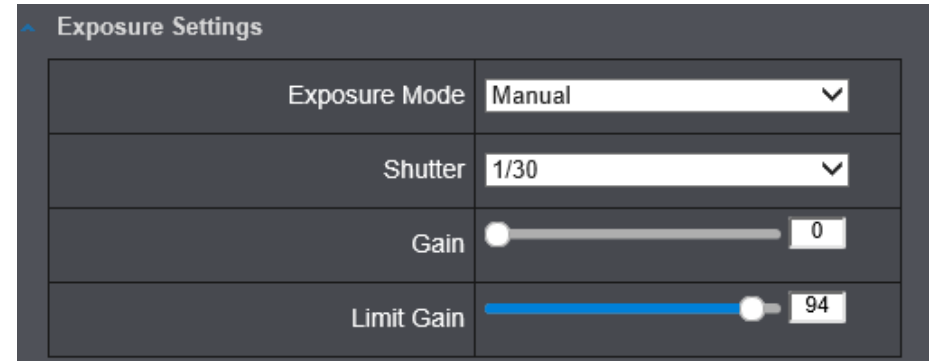 Exposure Settings
Exposure Mode Manual
Shutter 1/30
Gain 0
Limit Gain 94